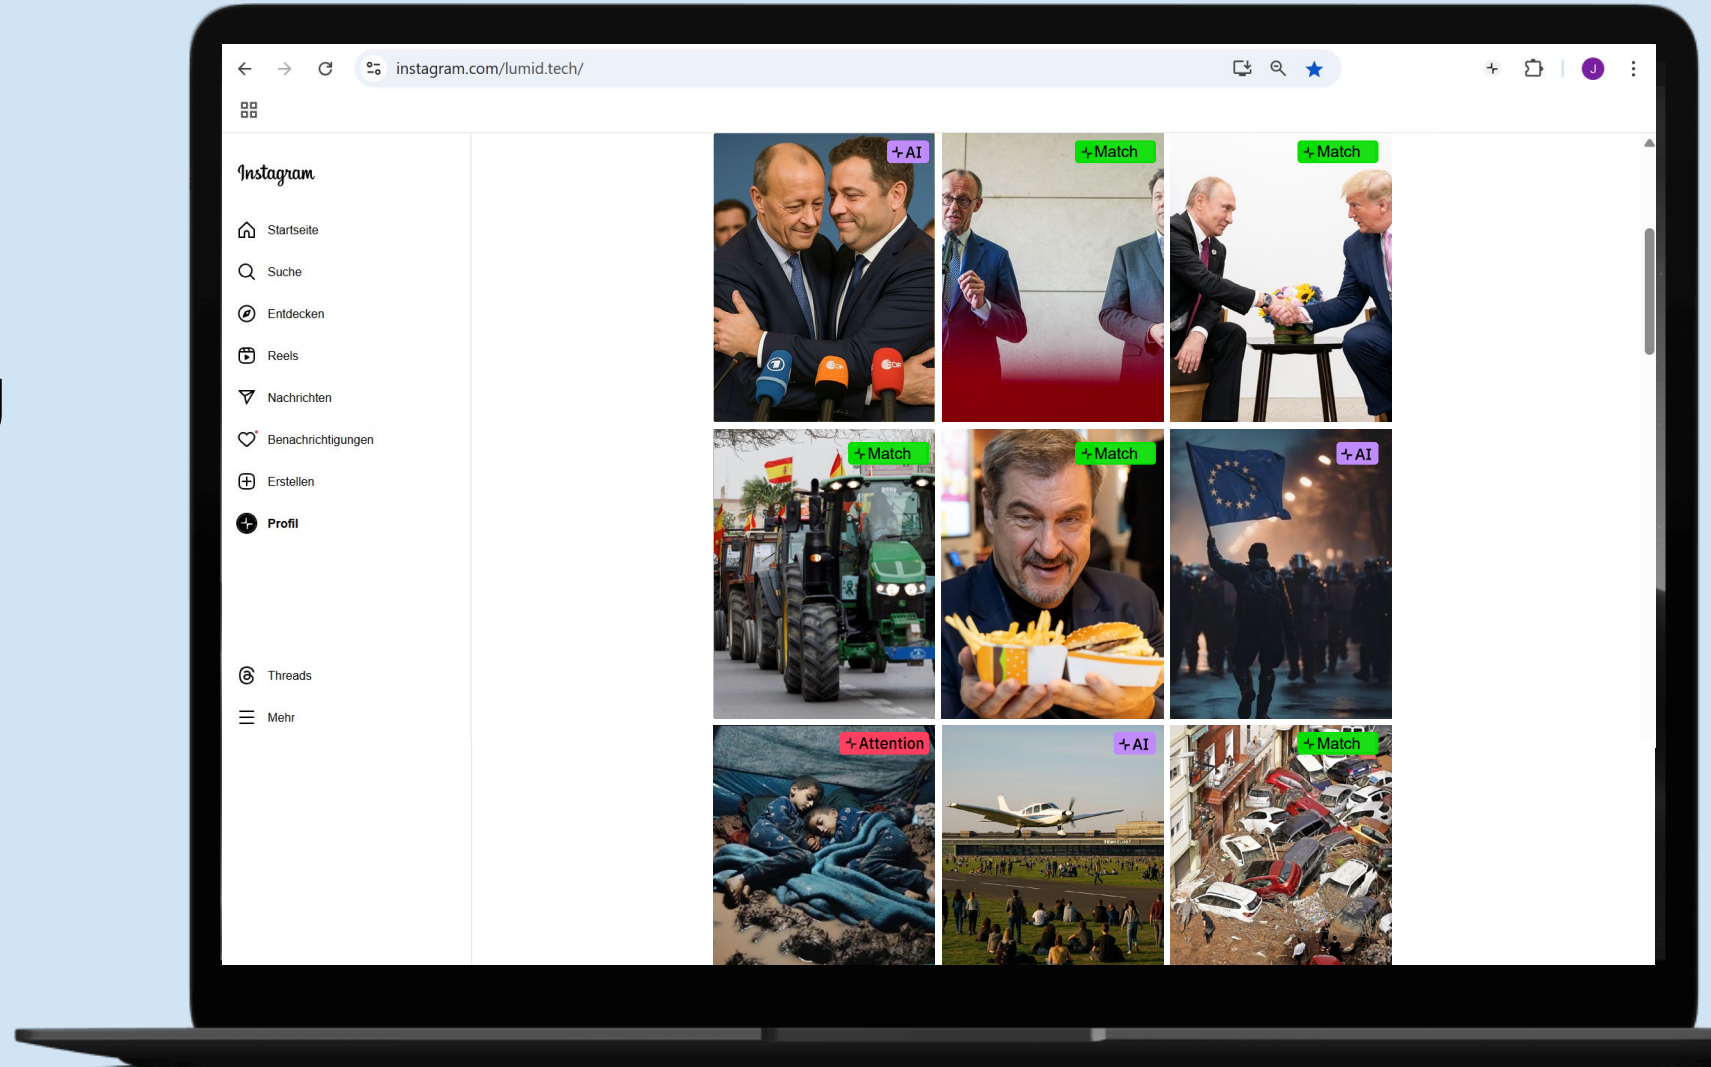 instagram.com/lumid.tech/
J
Instagram
Startseite
Suche
Entdecken
Reels
Nachrichten
Benachrichtigungen
Erstellen
Profil
Threads
Mehr
AI
Match
Match
Match
Match
AI
Attention
AI
Match
TEMPELHOF